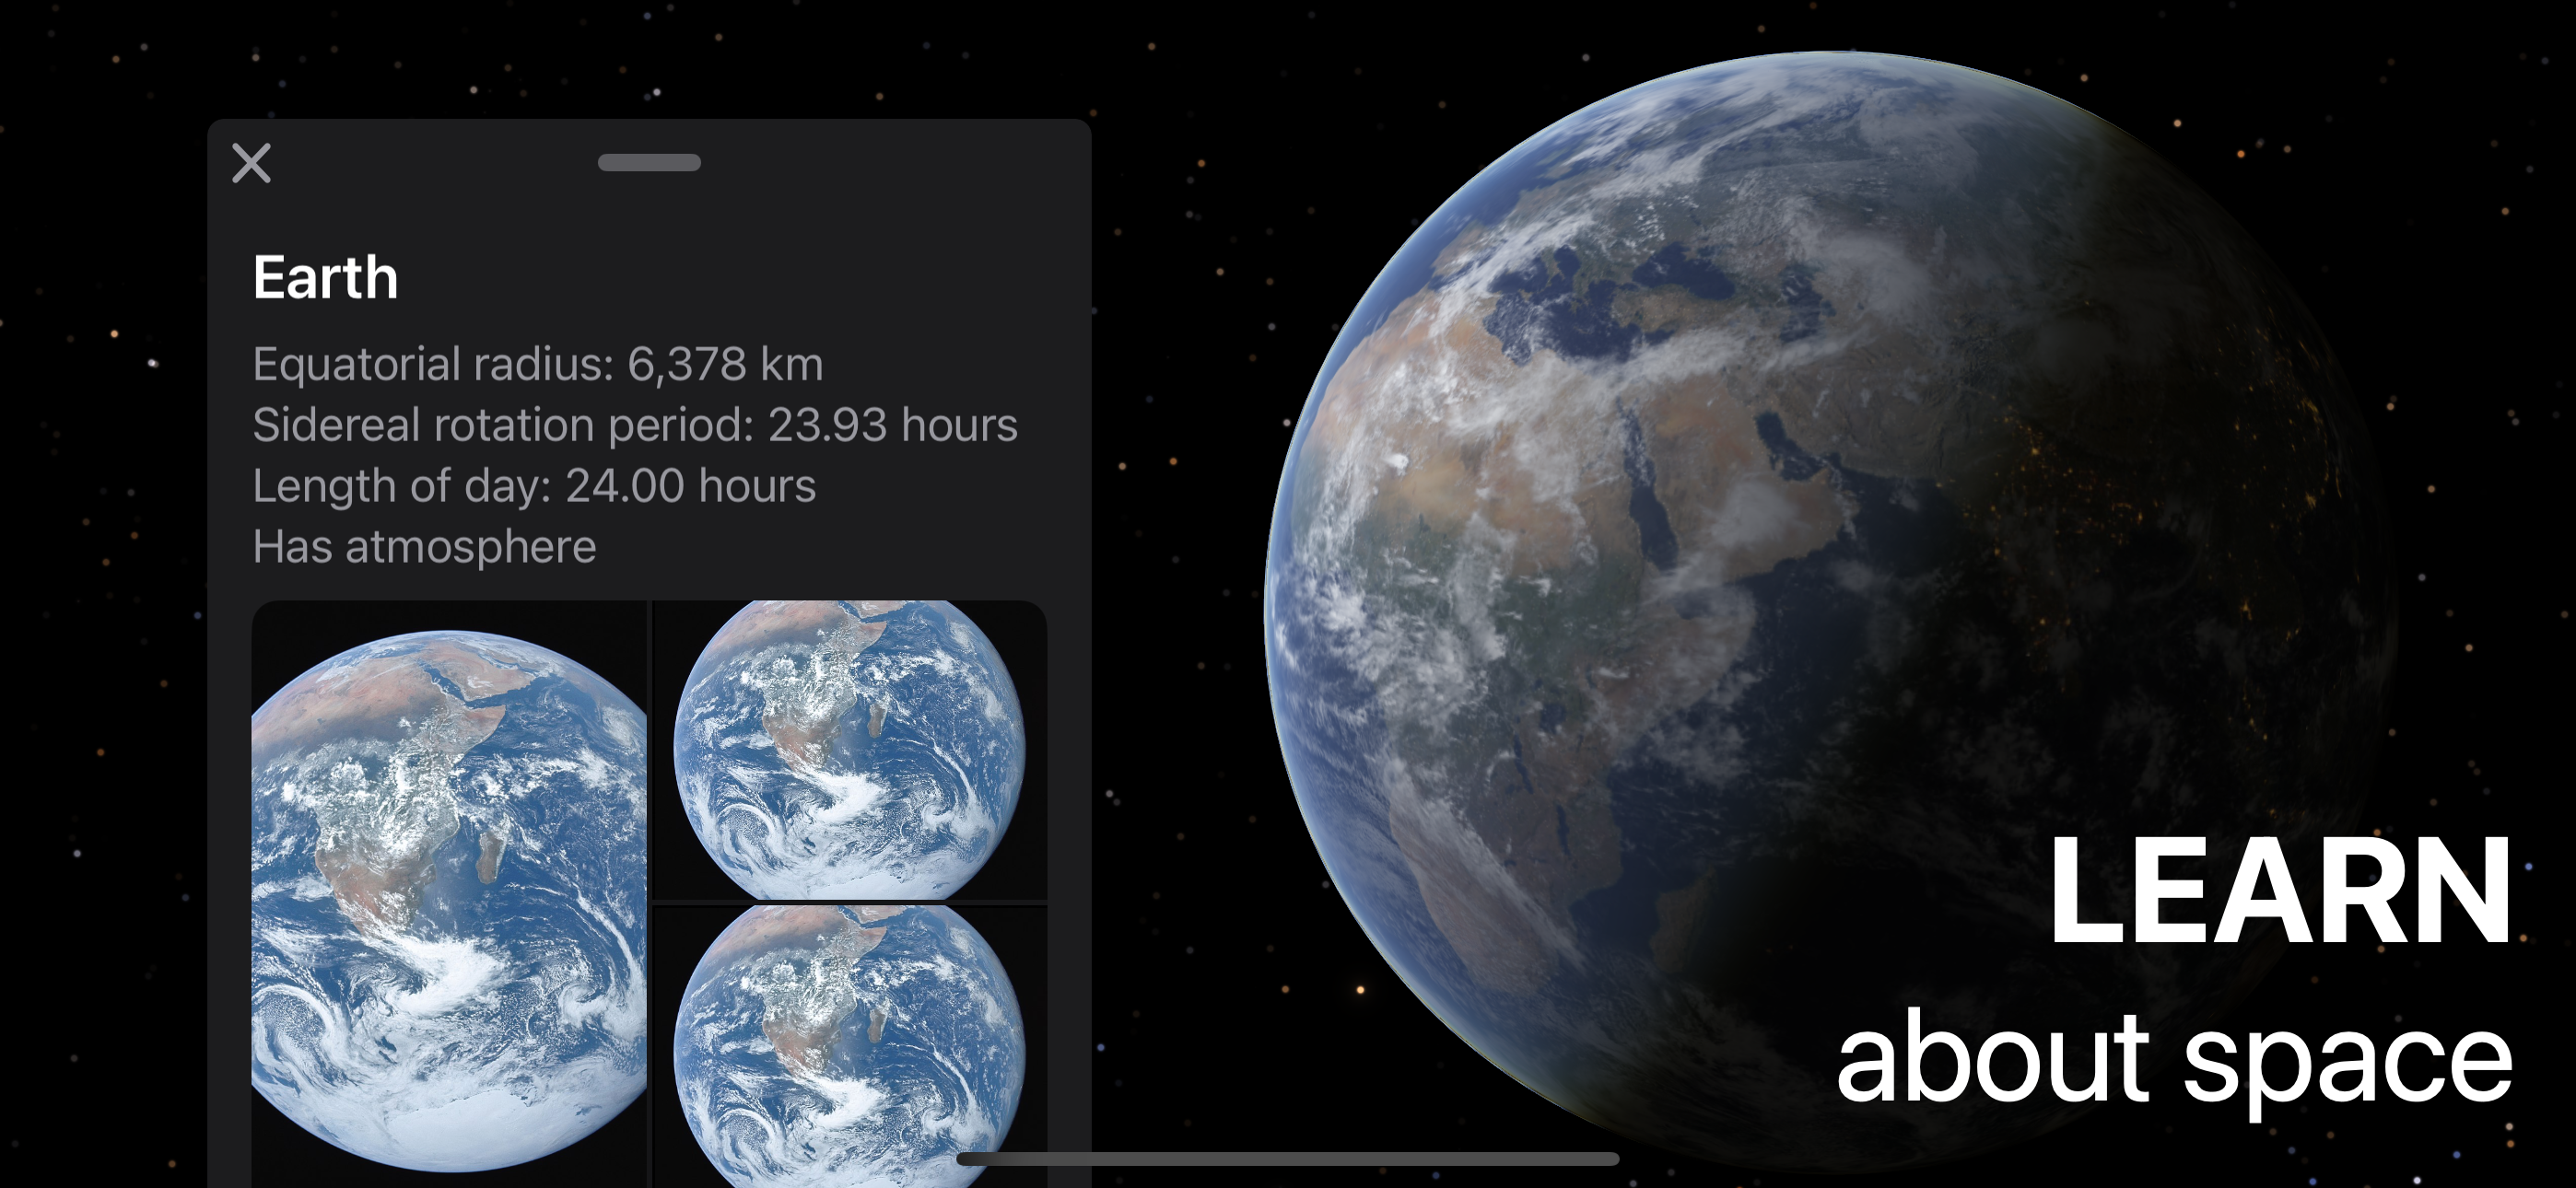 Earth
Equatorial radius: 6,378 km
Sidereal rotation period: 23.93 hours
Length of day: 24.00 hours
Has atmosphere
LEARN
about space